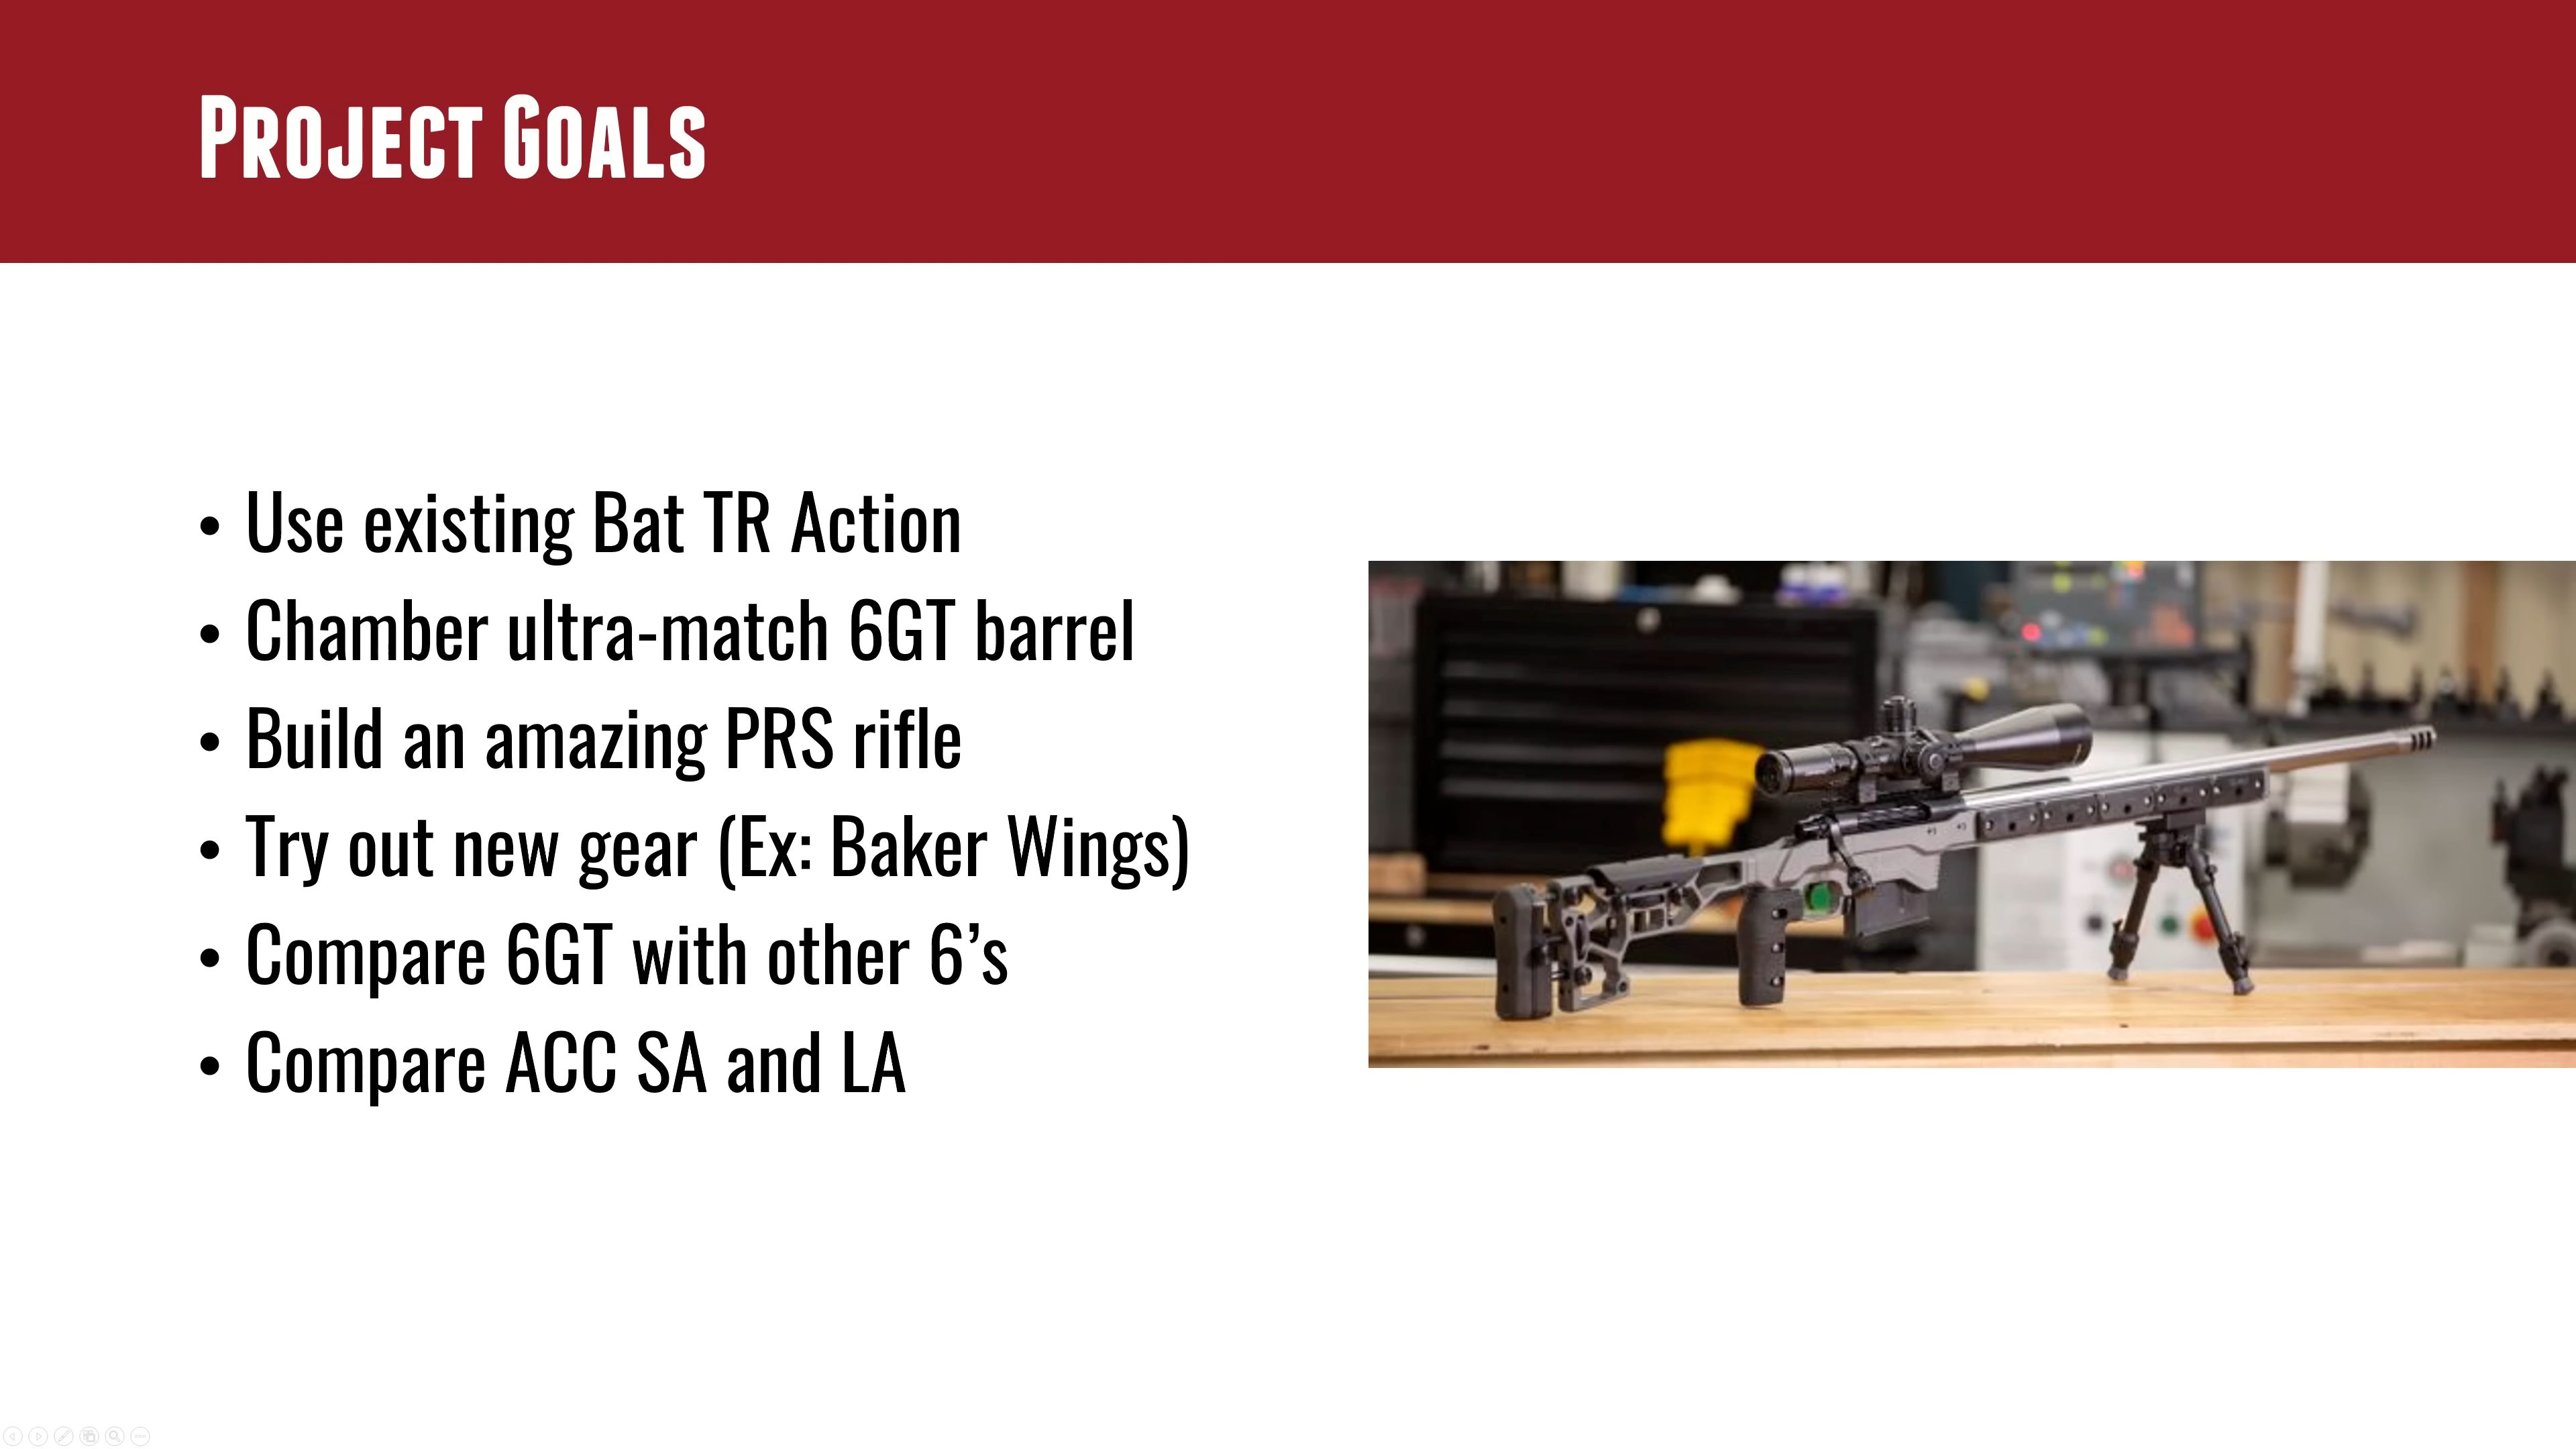 Project Goals
• Use existing Bat TR Action
• Chamber ultra-match 6GT barrel
• Build an amazing PRS rifle
• Try out new gear (Ex: Baker Wings)
• Compare 6GT with other 6’s
• Compare ACC SA and LA